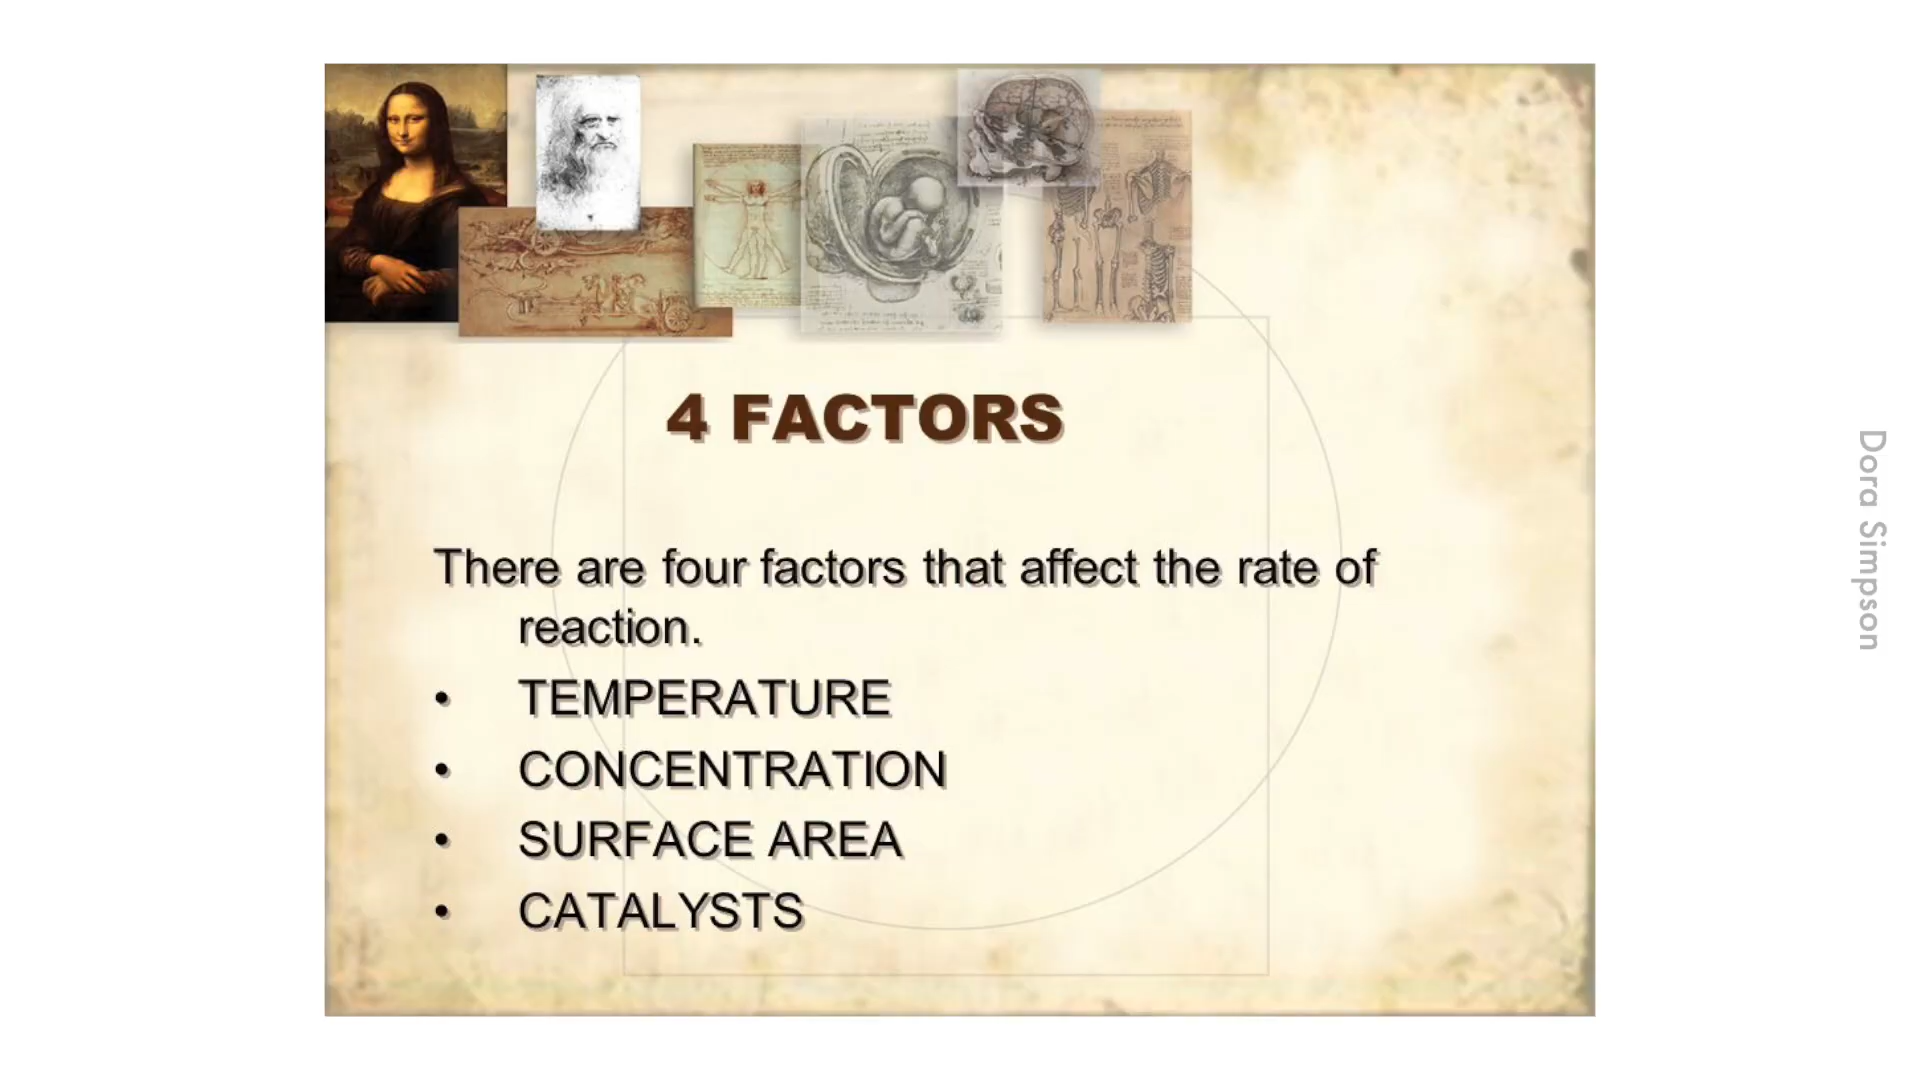 4 FACTORS
There are four factors that affect the rate of
reaction.
• TEMPERATURE
• CONCENTRATION
• SURFACE AREA
• CATALYSTS
Dora Simpson